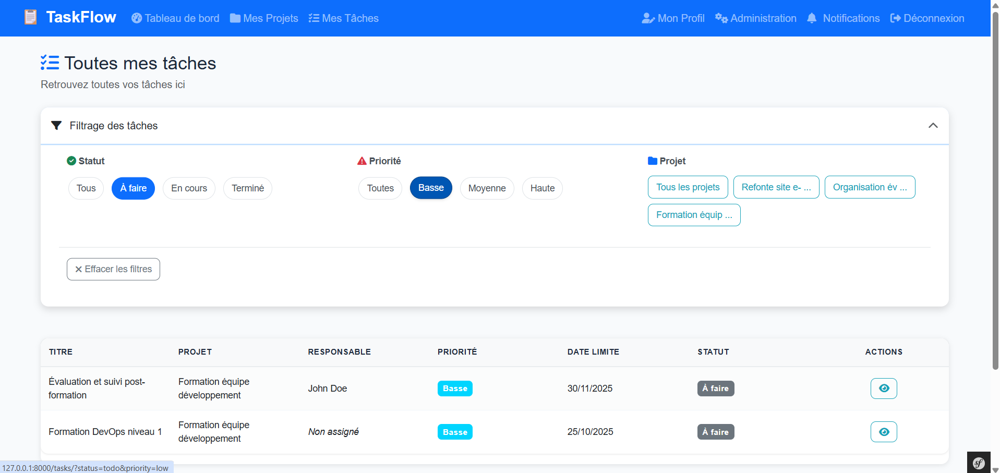 TaskFlow Tableau de bord Mes Projets Mes Tâches Mon Profil Administration Notifications Déconnexion
Toutes mes tâches
Retrouvez toutes vos tâches ici
Filtrage des tâches
Statut Priorité Projet
Tous À faire En cours Terminé Toutes Basse Moyenne Haute Tous les projets Refonte site e- ... Organisation év ...
Formation équip ...
Effacer les filtres
TITRE PROJET RESPONSABLE PRIORITÉ DATE LIMITE STATUT ACTIONS
Évaluation et suivi post-
formation
Formation équipe
développement
John Doe Basse 30/11/2025 À faire
Formation DevOps niveau 1
Formation équipe
développement
Non assigné Basse 25/10/2025 À faire
127.0.0.1:8000/tasks/?status=todo&priority=low
sf